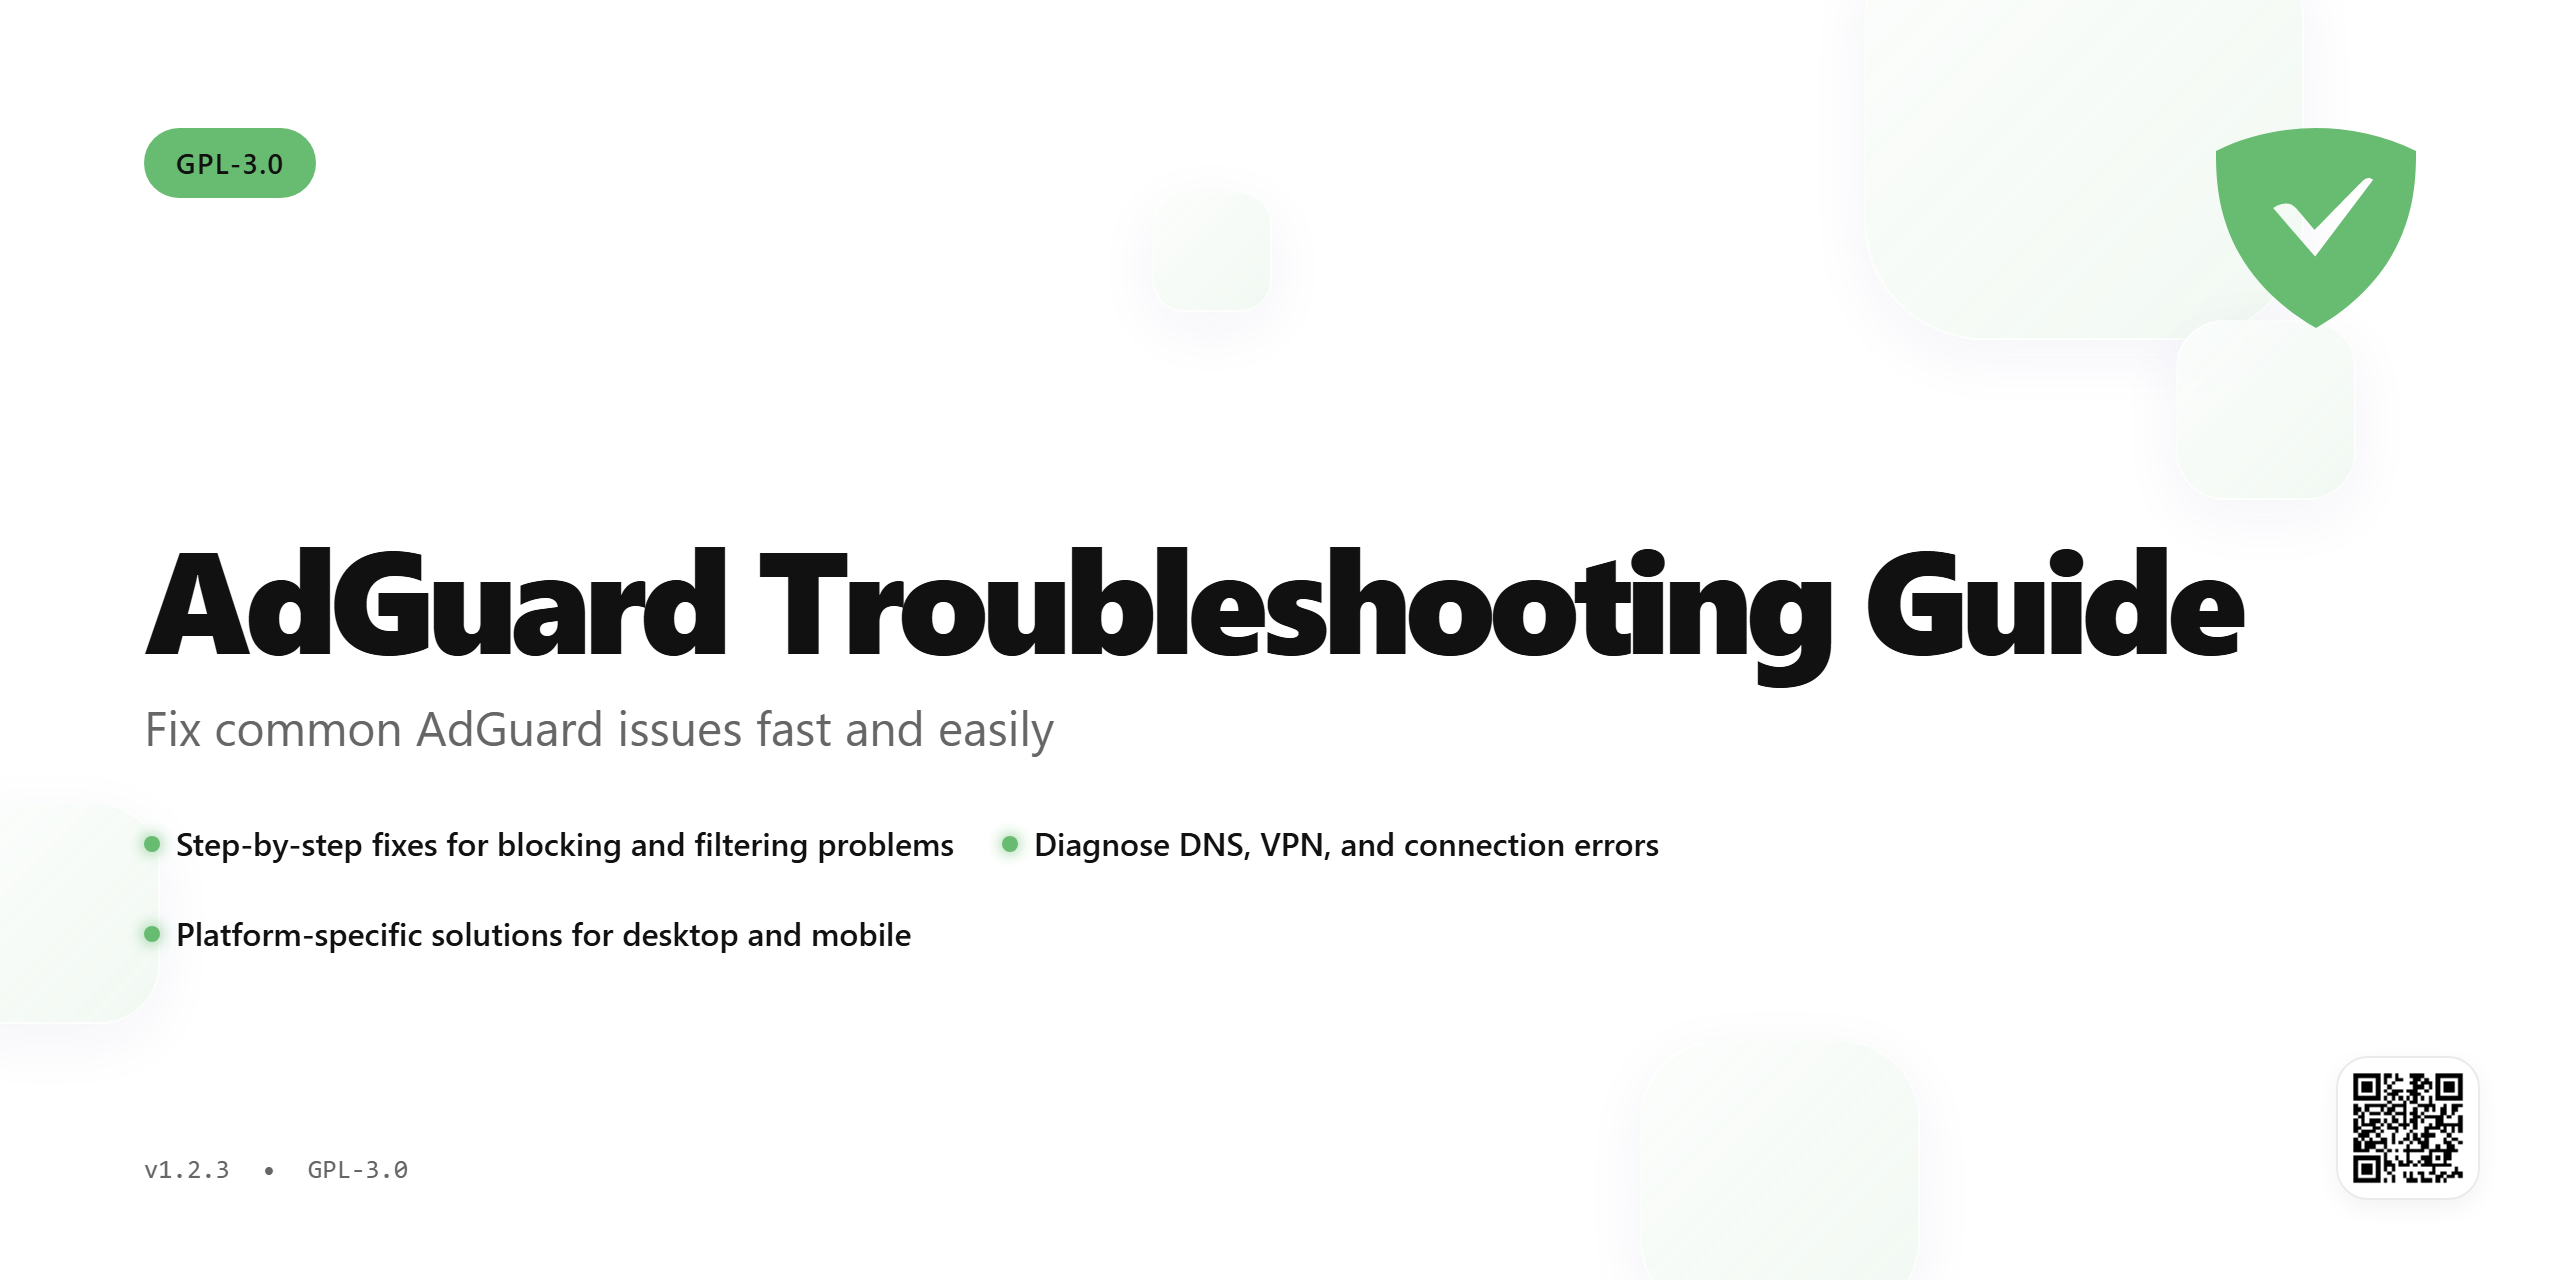 GPL-3.0
AdGuard Troubleshooting Guide
Fix common AdGuard issues fast and easily
Step-by-step fixes for blocking and filtering problems
Diagnose DNS, VPN, and connection errors
Platform-specific solutions for desktop and mobile
v1.2.3 • GPL-3.0